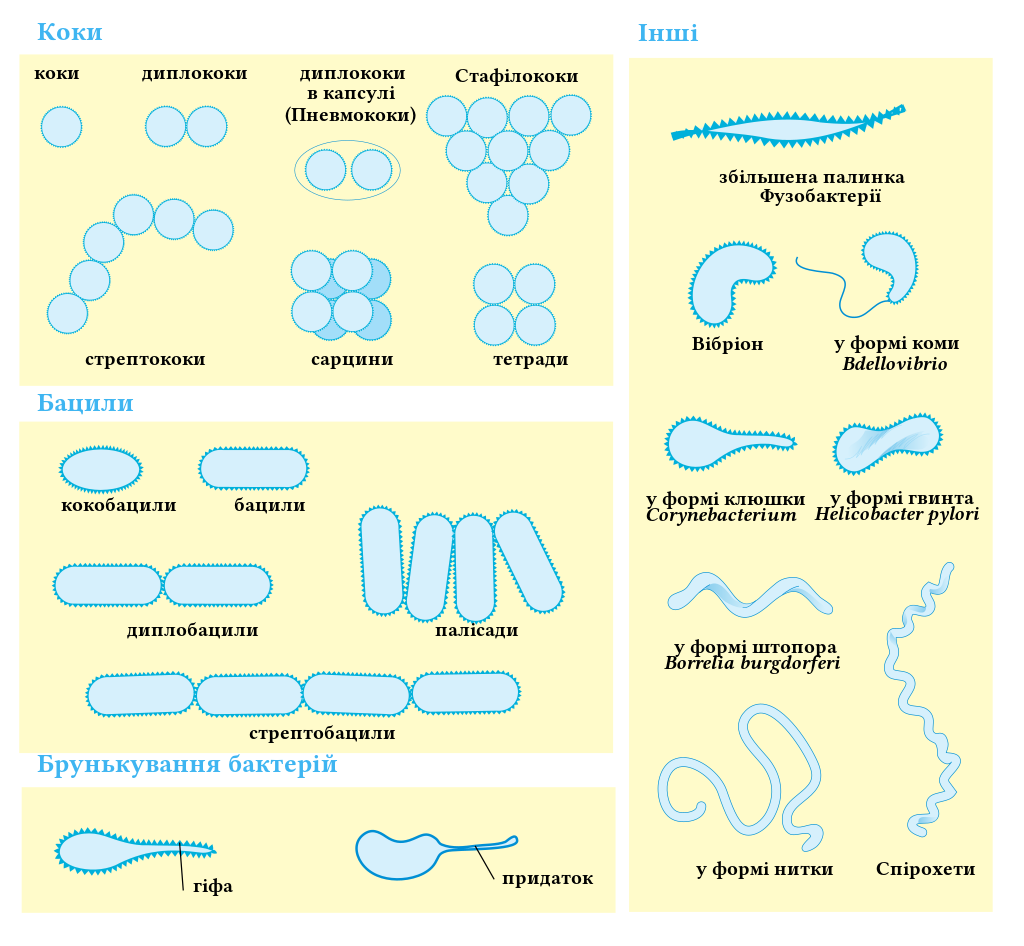 Коки
коки
диплококи
диплококи
в капсулі
(Пневмококи)
Стафілококи
стрептококи
сарцини
тетради
Бацили
кокобацили
бацили
диплобацили
палісади
стрептобацили
Брунькування бактерій
гіфа
придаток
Інші
збільшена палинка
Фузобактерії
Вібріон
у формі коми
Bdellovibrio
у формі клюшки
Corynebacterium
у формі гвинта
Helicobacter pylori
у формі штопора
Borrelia burgdorferi
у формі нитки
Спірохети